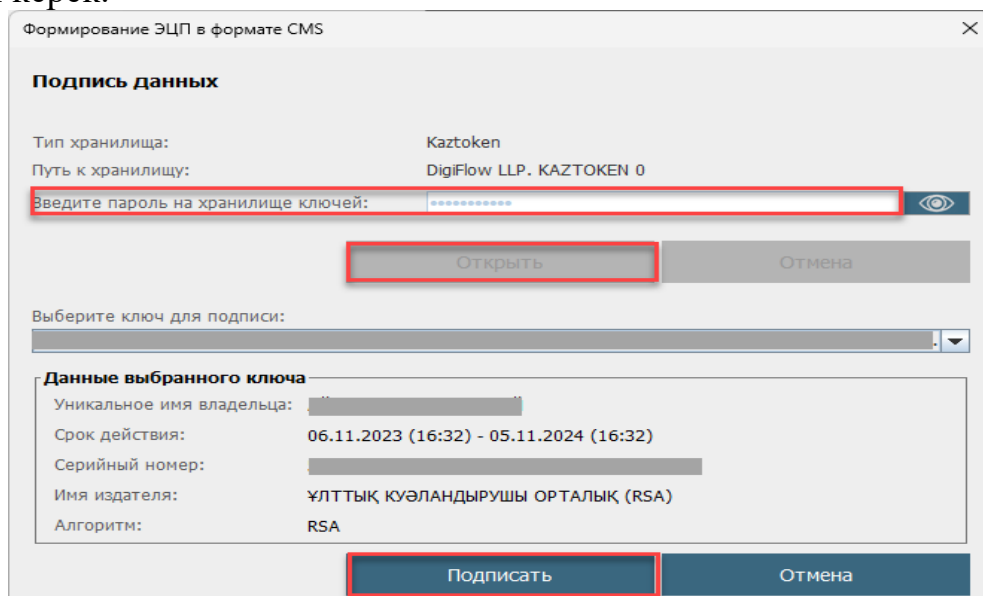 керек.
Формирование ЭЦП в формате CMS
Подпись данных
Тип хранилища: Kaztoken
Путь к хранилищу: DigiFlow LLP. KAZTOKEN 0
Введите пароль на хранилище ключей:
Открыть Отмена
Выберите ключ для подписи:
Данные выбранного ключа
Уникальное имя владельца:
Срок действия: 06.11.2023 (16:32) - 05.11.2024 (16:32)
Серийный номер:
Имя издателя: ҰЛТТЫҚ КУӘЛАНДЫРУШЫ ОРТАЛЫҚ (RSA)
Алгоритм: RSA
Подписать Отмена